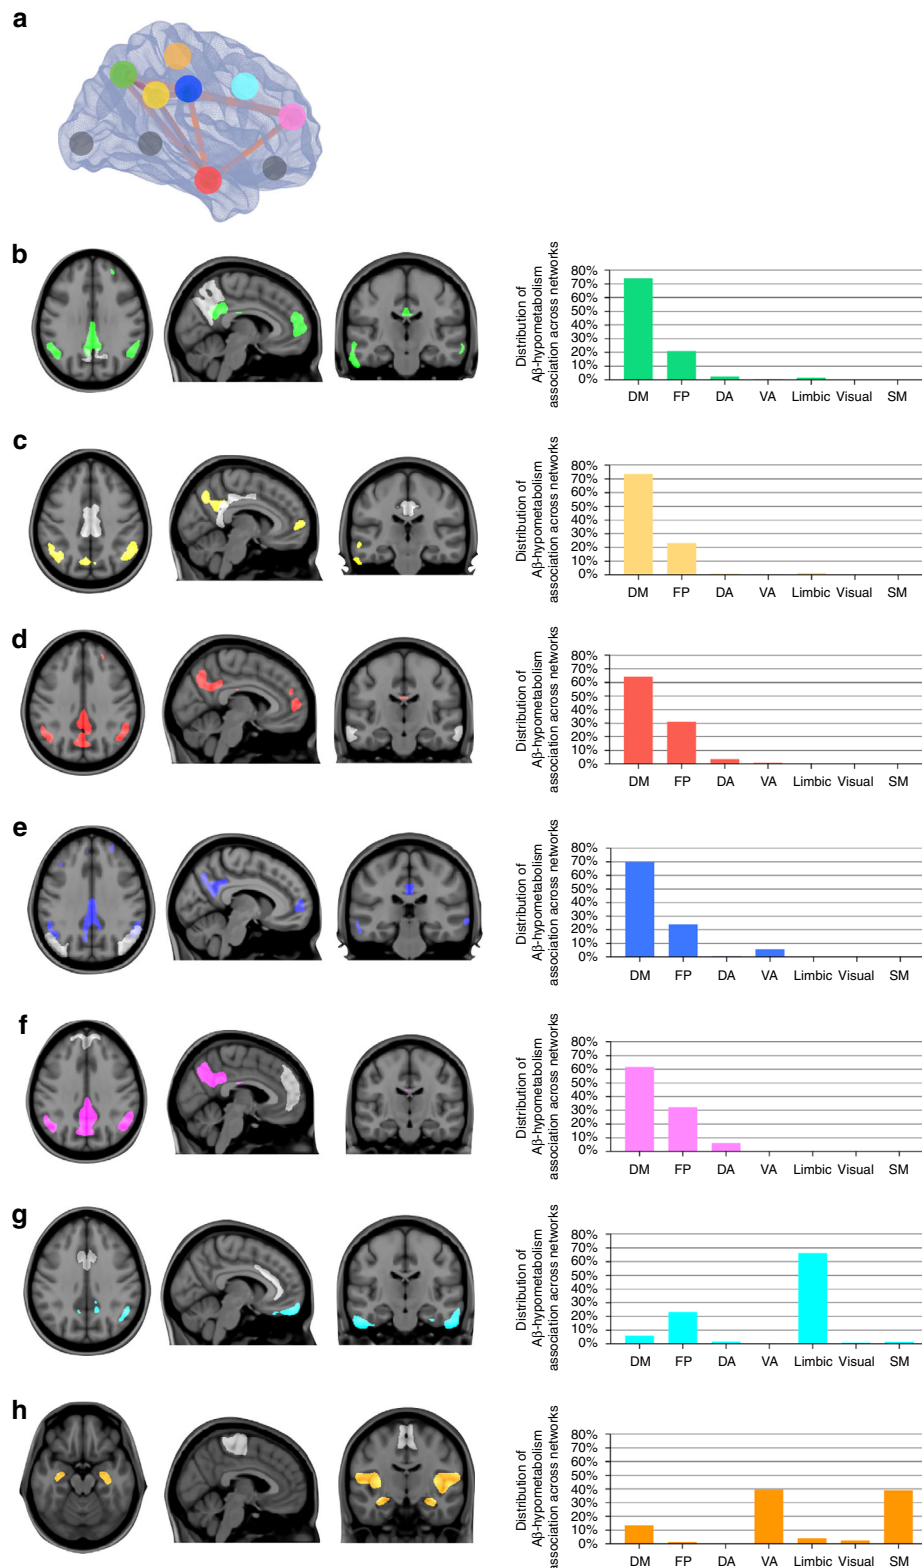 a
b
Distribution of
Aβ-hypometabolism
association across networks
80%
70%
60%
50%
40%
30%
20%
10%
0%
DM FP DA VA Limbic Visual SM
c
Distribution of
Aβ-hypometabolism
association across networks
80%
70%
60%
50%
40%
30%
20%
10%
0%
DM FP DA VA Limbic Visual SM
d
Distribution of
Aβ-hypometabolism
association across networks
80%
70%
60%
50%
40%
30%
20%
10%
0%
DM FP DA VA Limbic Visual SM
e
Distribution of
Aβ-hypometabolism
association across networks
80%
70%
60%
50%
40%
30%
20%
10%
0%
DM FP DA VA Limbic Visual SM
f
Distribution of
Aβ-hypometabolism
association across networks
80%
70%
60%
50%
40%
30%
20%
10%
0%
DM FP DA VA Limbic Visual SM
g
Distribution of
Aβ-hypometabolism
association across networks
80%
70%
60%
50%
40%
30%
20%
10%
0%
DM FP DA VA Limbic Visual SM
h
Distribution of
Aβ-hypometabolism
association across networks
80%
70%
60%
50%
40%
30%
20%
10%
0%
DM FP DA VA Limbic Visual SM